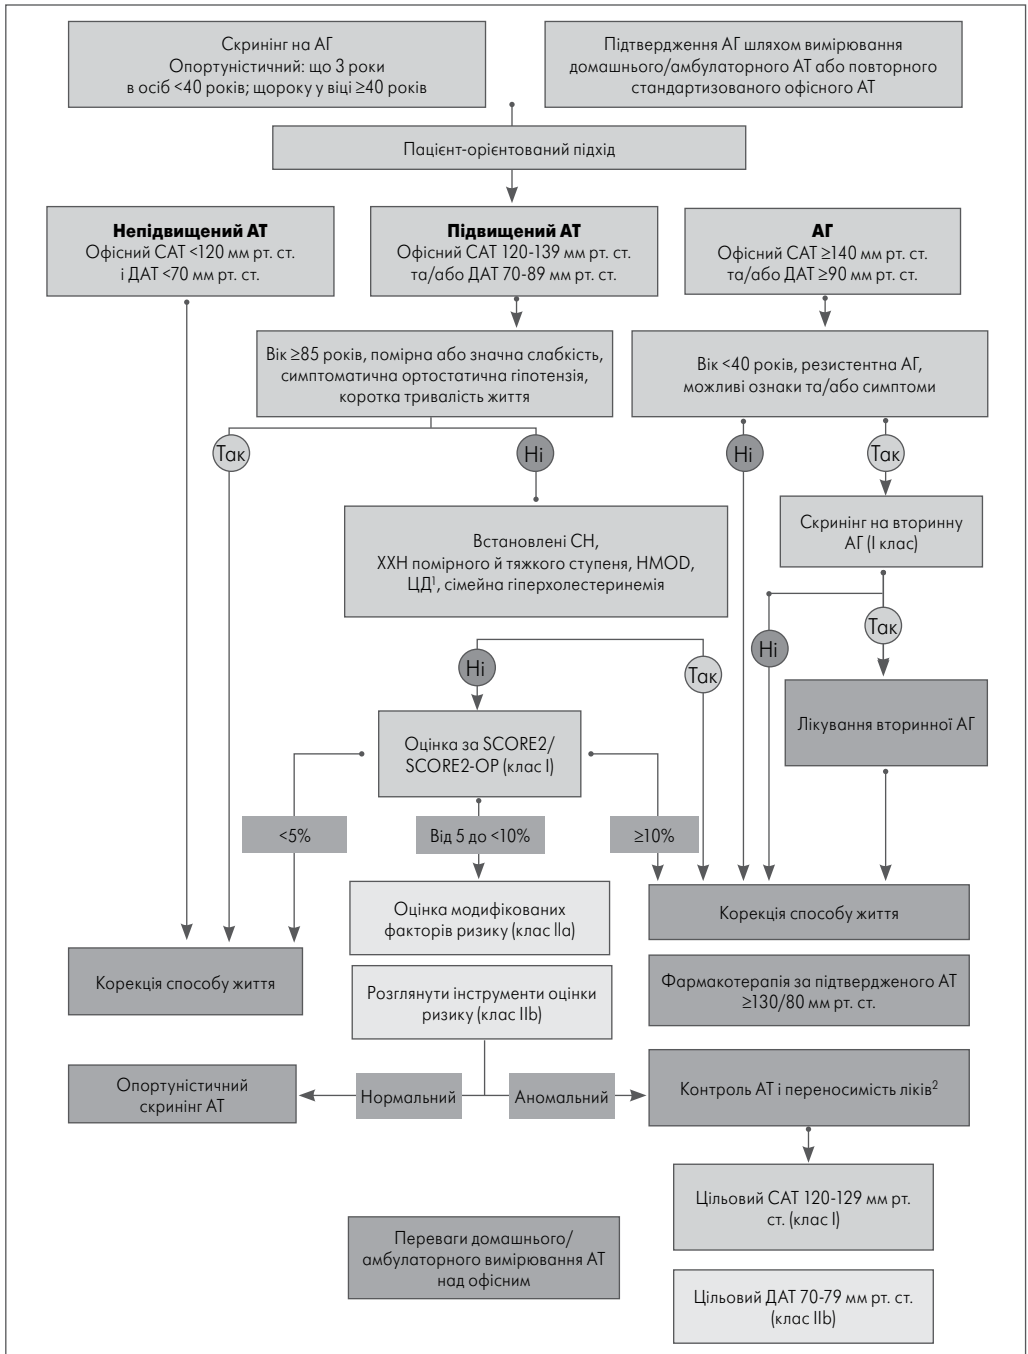 Скринінг на АГ
Опортуністичний: що 3 роки
в осіб <40 років; щороку у віці ≥40 років
Підтвердження АГ шляхом вимірювання
домашнього/амбулаторного АТ або повторного
стандартизованого офісного АТ
Пацієнт-орієнтований підхід
Непідвищений АТ
Офісний САТ <120 мм рт. ст.
і ДАТ <70 мм рт. ст.
Підвищений АТ
Офісний САТ 120-139 мм рт. ст.
та/або ДАТ 70-89 мм рт. ст.
АГ
Офісний САТ ≥140 мм рт. ст.
та/або ДАТ ≥90 мм рт. ст.
Вік ≥85 років, помірна або значна слабкість,
симптоматична ортостатична гіпотензія,
коротка тривалість життя
Вік <40 років, резистентна АГ,
можливі ознаки та/або симптоми
Так
Ні
Ні
Так
Встановлені СН,
ХХН помірного й тяжкого ступеня, HMOD,
ЦД¹, сімейна гіперхолестеринемія
Скринінг на вторинну
АГ (I клас)
Ні
Так
Ні
Так
Оцінка за SCORE2/
SCORE2-OP (клас I)
Лікування вторинної АГ
<5%
Від 5 до <10%
≥10%
Оцінка модифікованих
факторів ризику (клас IIa)
Корекція способу життя
Корекція способу життя
Розглянути інструменти оцінки
ризику (клас IIb)
Фармакотерапія за підтвердженого АТ
≥130/80 мм рт. ст.
Опортуністичний
скринінг АТ
Нормальний
Аномальний
Контроль АТ і переносимість ліків²
Цільовий САТ 120-129 мм рт.
ст. (клас I)
Переваги домашнього/
амбулаторного вимірювання АТ
над офісним
Цільовий ДАТ 70-79 мм рт. ст.
(клас IIb)